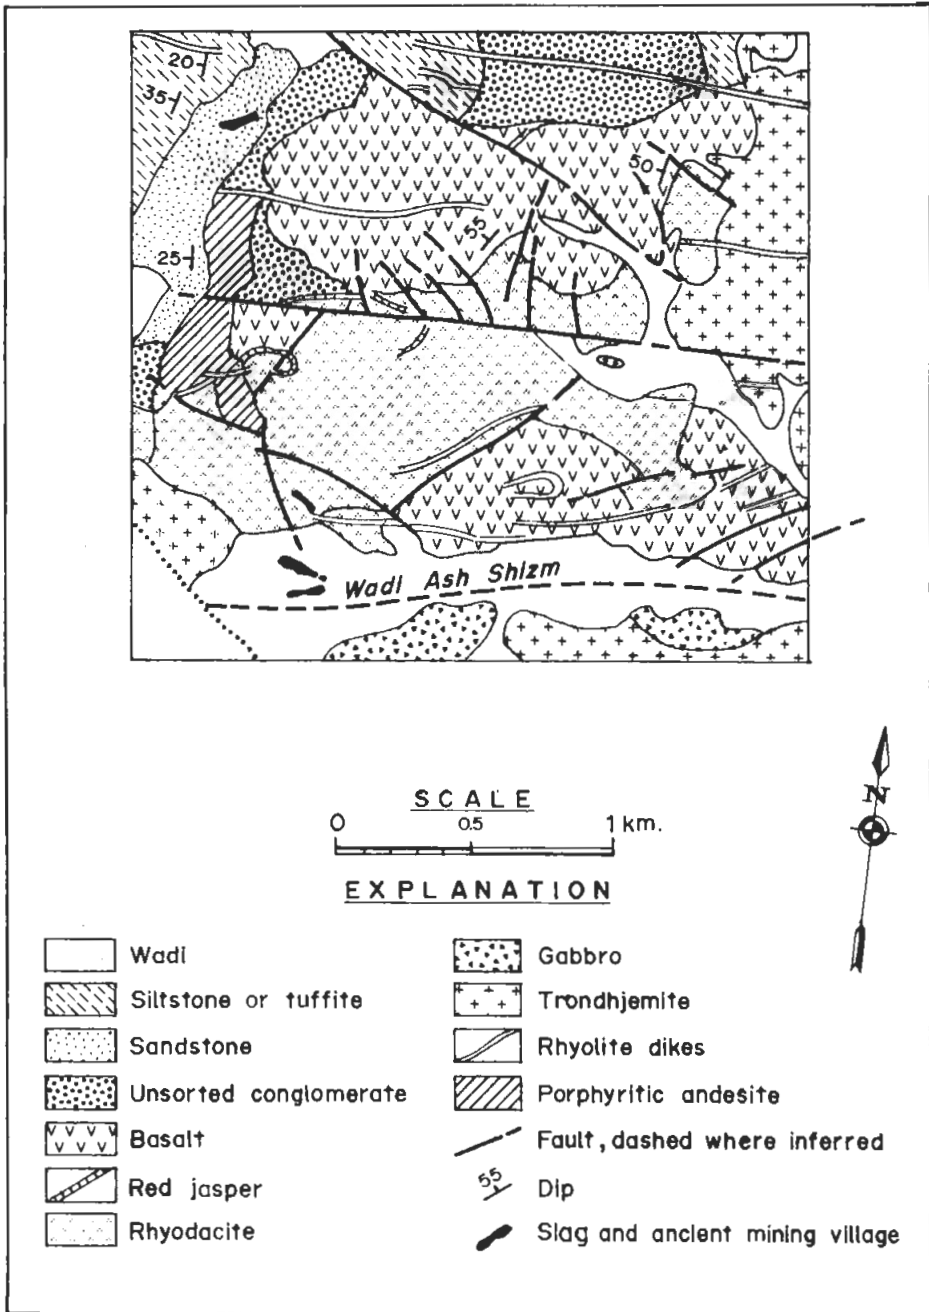 20
35
50
55
25
Wadi Ash Shizm
SCALE
0 0.5 1 km.
N
EXPLANATION
Wadi
Siltstone or tuffite
Sandstone
Unsorted conglomerate
Basalt
Red jasper
Rhyodacite
Gabbro
Trondhjemite
Rhyolite dikes
Porphyritic andesite
Fault, dashed where inferred
55 Dip
Slag and ancient mining village